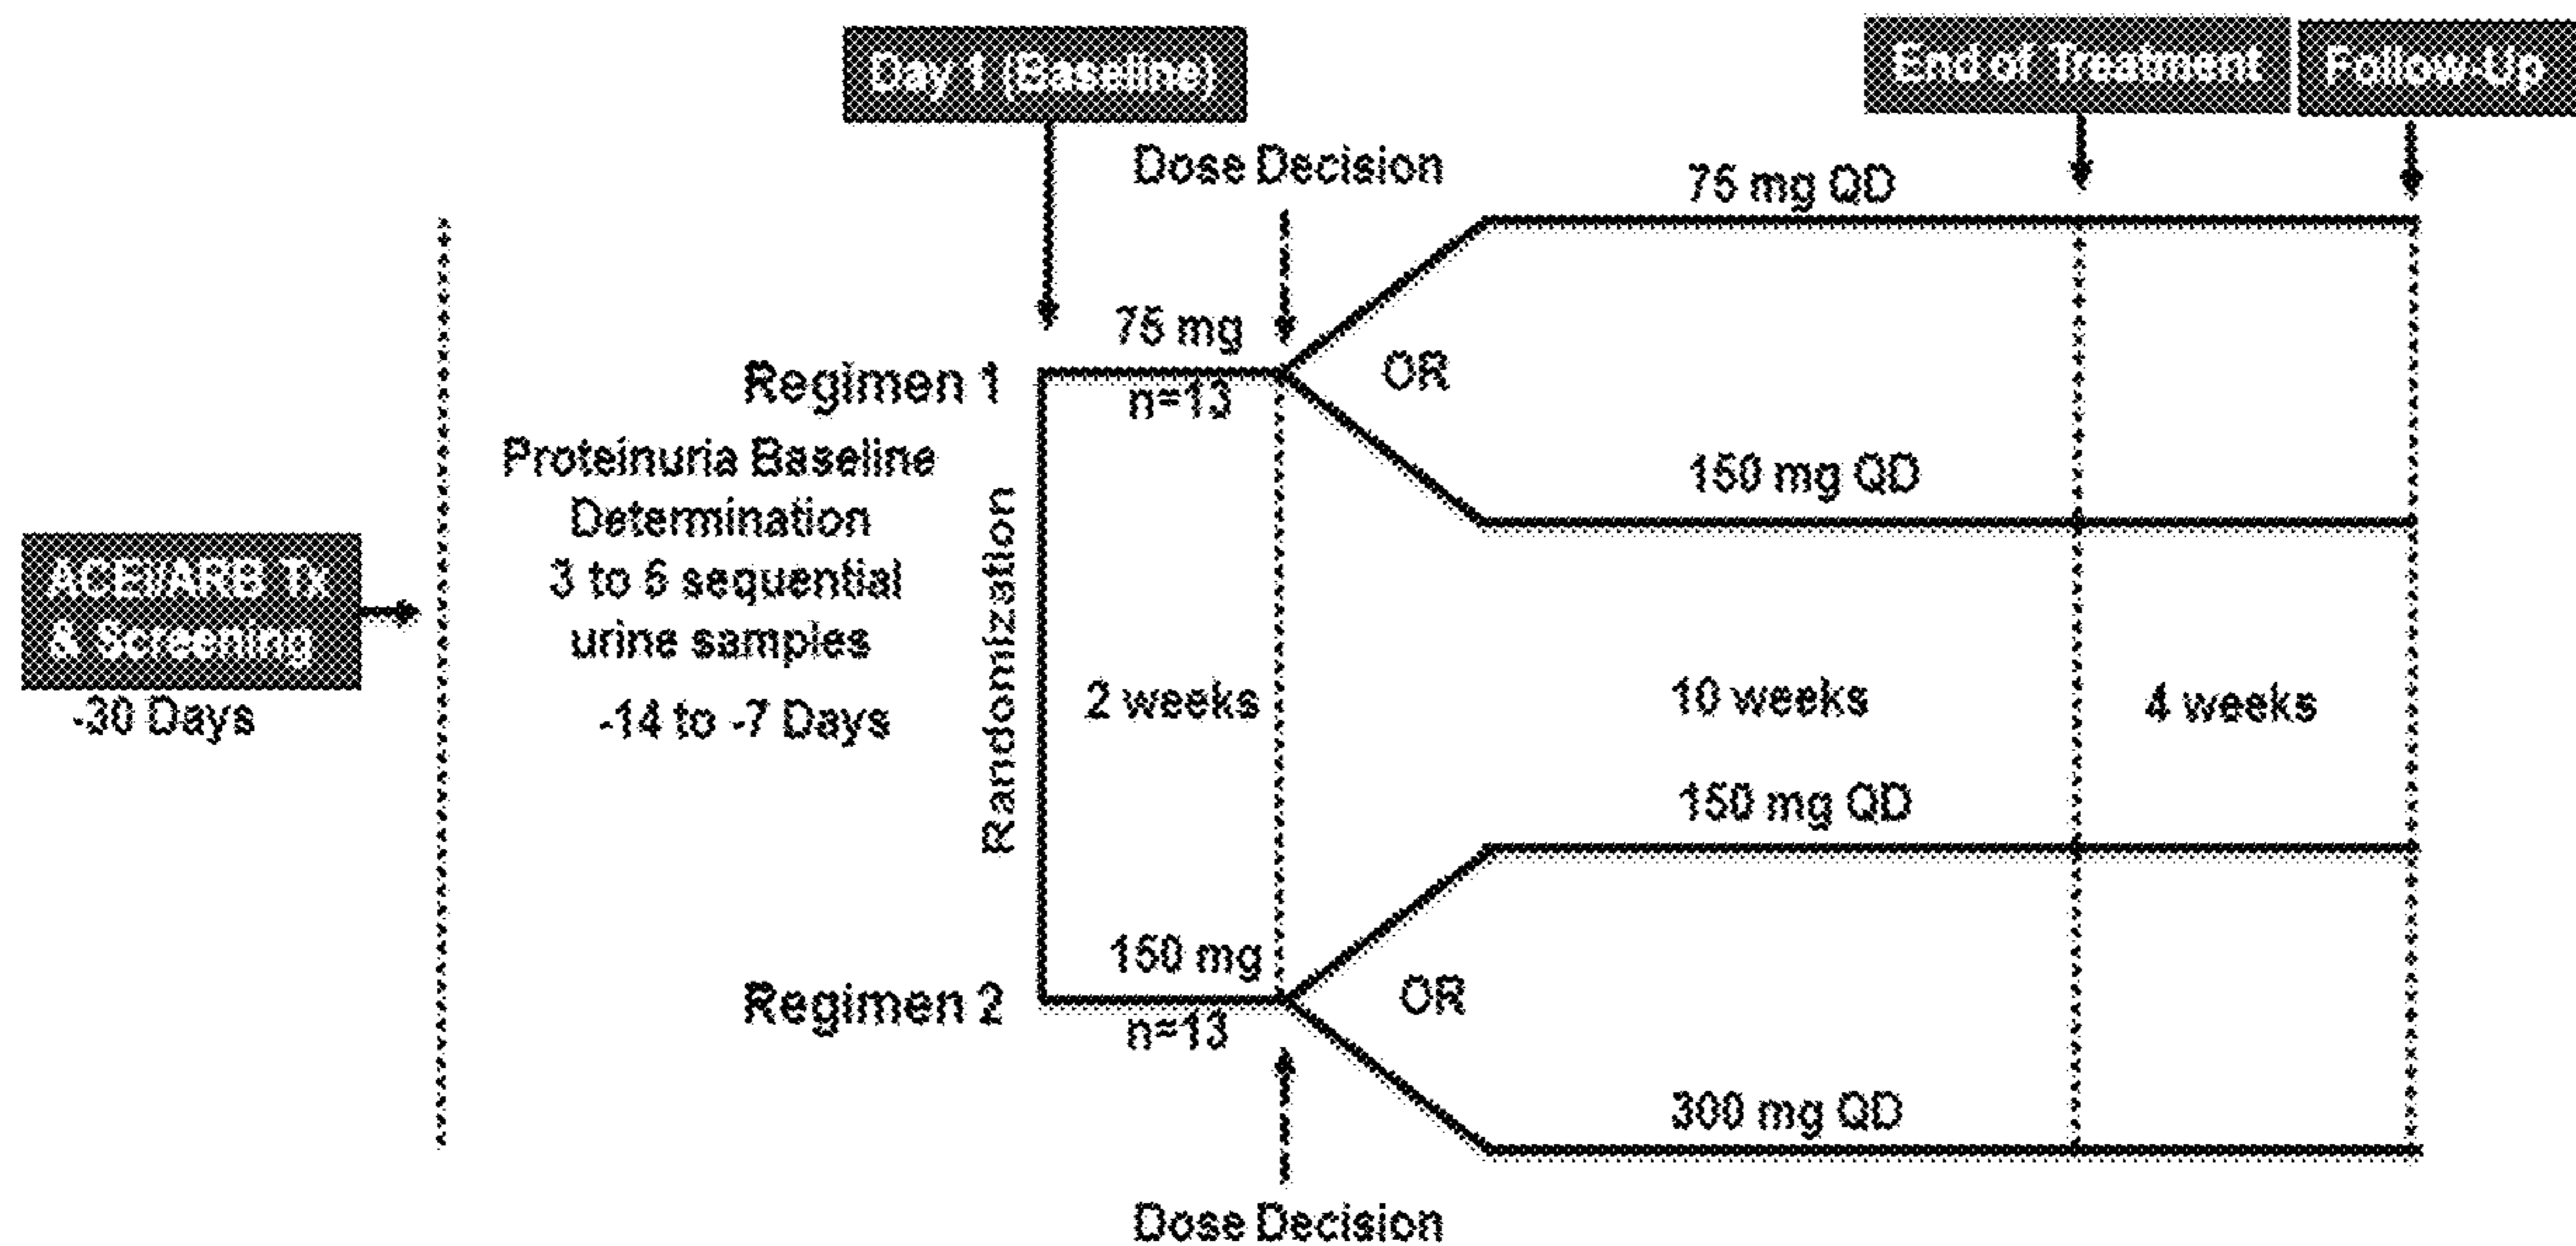 Day 1 (Baseline)
End of Treatment
Follow-Up
Dose Decision
75 mg QD
75 mg
Regimen 1
n=13
OR
Proteinuria Baseline
Determination
3 to 6 sequential
urine samples
-14 to -7 Days
150 mg QD
ACEI/ARB Tx
& Screening
-30 Days
Randomization
2 weeks
10 weeks
4 weeks
150 mg QD
150 mg
Regimen 2
n=13
OR
300 mg QD
Dose Decision